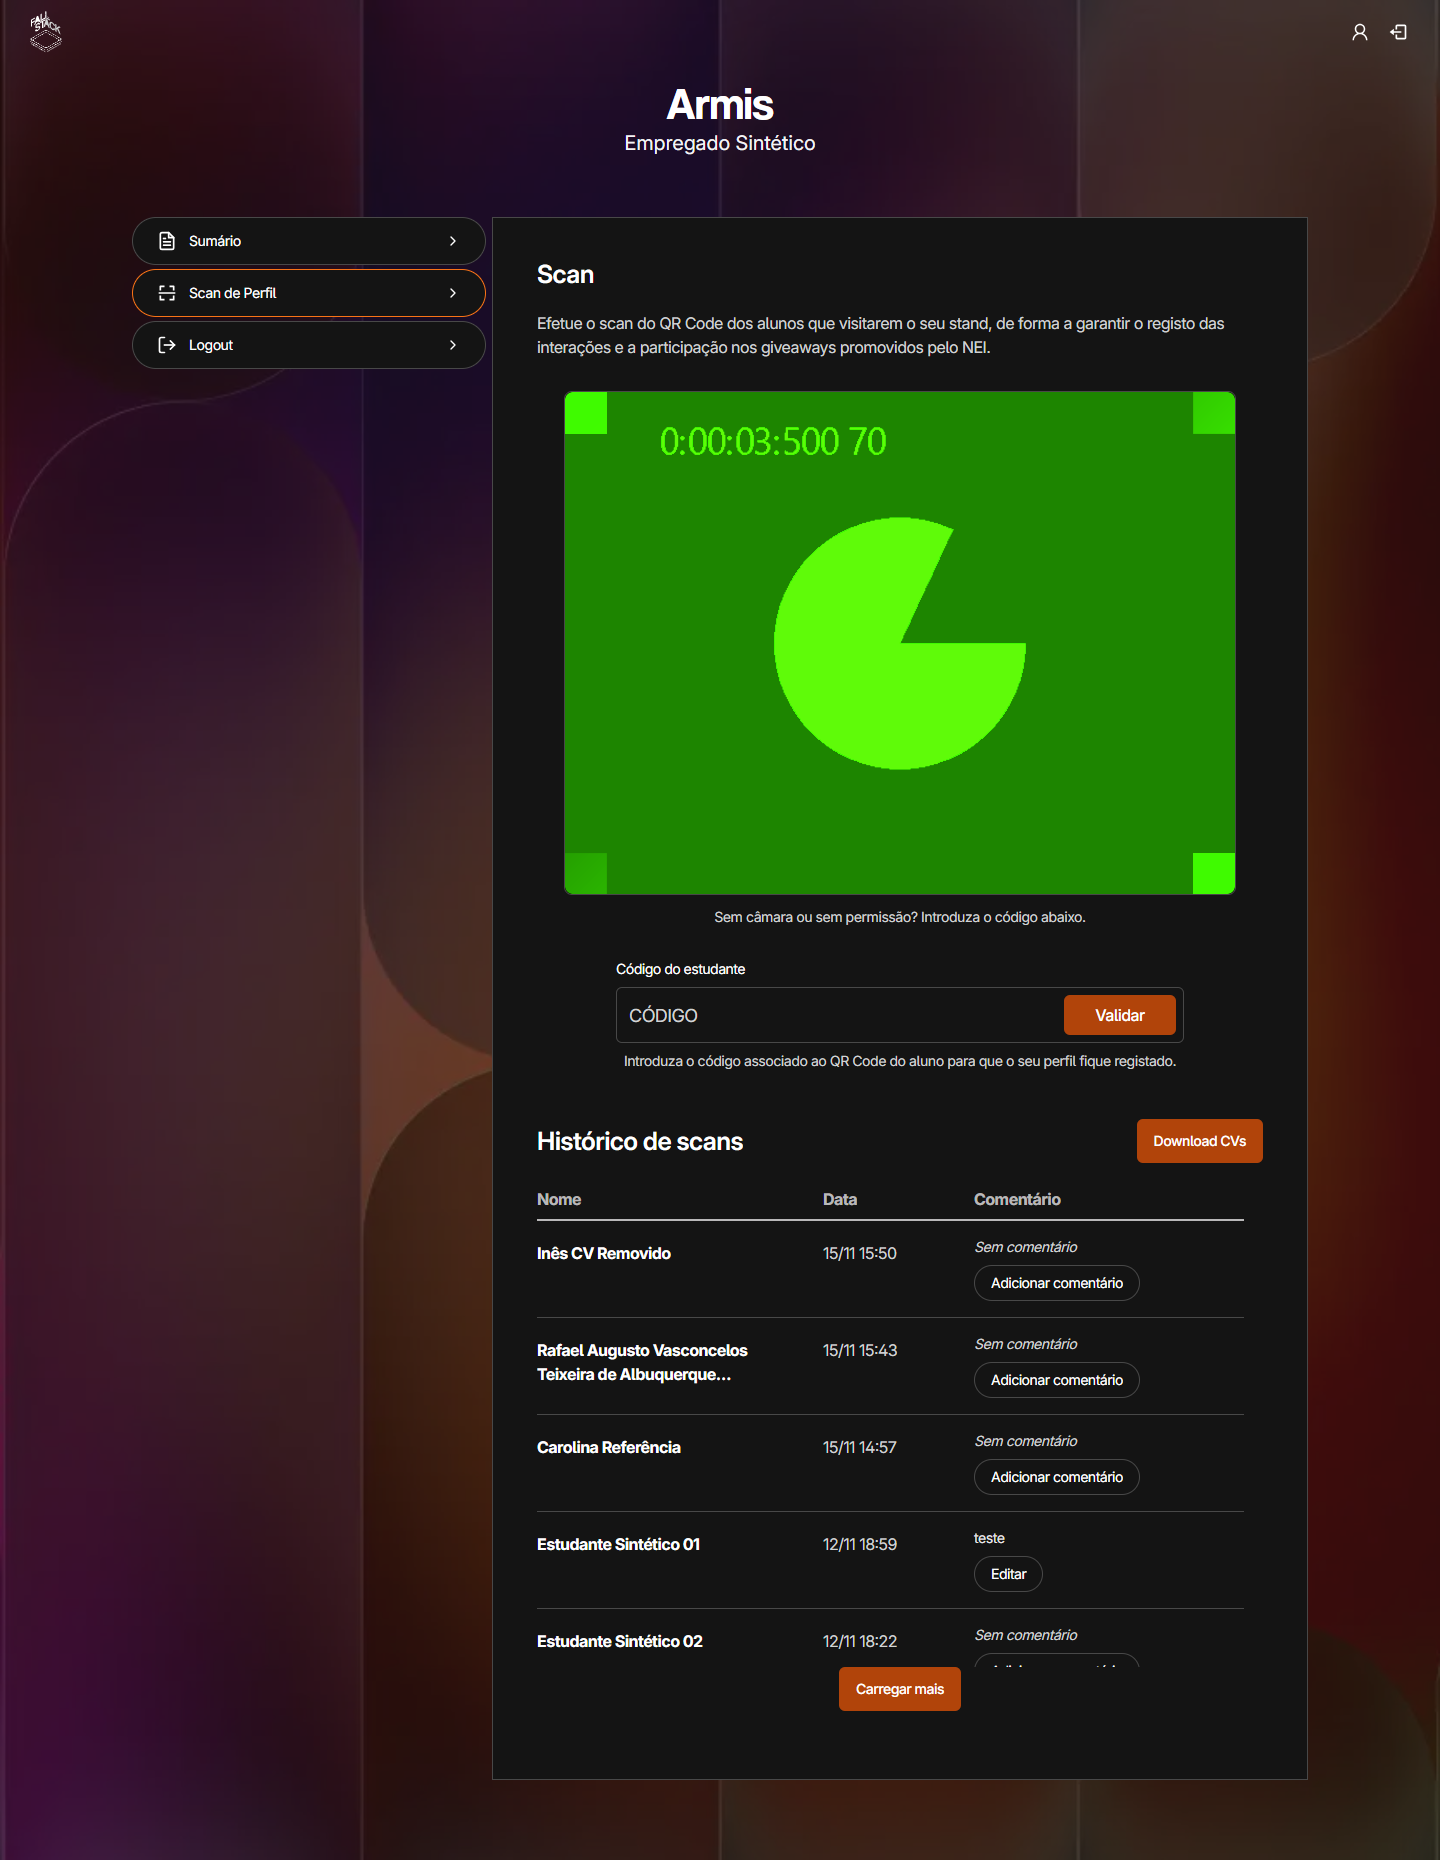 FALL
STACK
Armis
Empregado Sintético
Sumário
Scan de Perfil
Logout
Scan
Efetue o scan do QR Code dos alunos que visitarem o seu stand, de forma a garantir o registo das
interações e a participação nos giveaways promovidos pelo NEI.
0:00:03:500 70
Sem câmara ou sem permissão? Introduza o código abaixo.
Código do estudante
CÓDIGO
Validar
Introduza o código associado ao QR Code do aluno para que o seu perfil fique registado.
Histórico de scans
Download CVs
Nome Data Comentário
Inês CV Removido 15/11 15:50 Sem comentário
Adicionar comentário
Rafael Augusto Vasconcelos 15/11 15:43 Sem comentário
Teixeira de Albuquerque... Adicionar comentário
Carolina Referência 15/11 14:57 Sem comentário
Adicionar comentário
Estudante Sintético 01 12/11 18:59 teste
Editar
Estudante Sintético 02 12/11 18:22 Sem comentário
Carregar mais